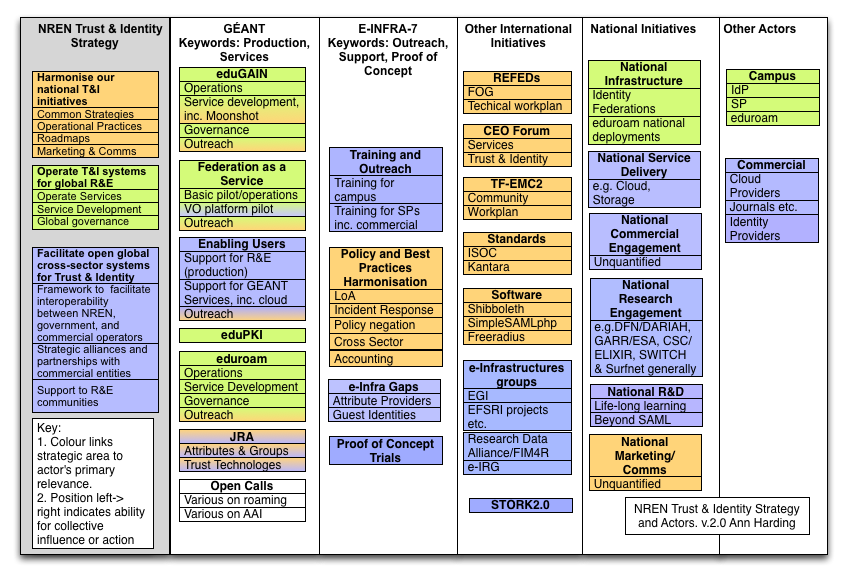 NREN Trust & Identity
Strategy
Harmonise our
national T&I
initiatives
Common Strategies
Operational Practices
Roadmaps
Marketing & Comms
Operate T&I systems
for global R&E
Operate Services
Service Development
Global governance
Facilitate open global
cross-sector systems
for Trust & Identity
Framework to facilitate
interoperability
between NREN,
government, and
commercial operators
Strategic alliances and
partnerships with
commercial entities
Support to R&E
communities
Key:
1. Colour links
strategic area to
actor's primary
relevance.
2. Position left->
right indicates ability
for collective
influence or action
GÉANT
Keywords: Production,
Services
eduGAIN
Operations
Service development,
inc. Moonshot
Governance
Outreach
Federation as a
Service
Basic pilot/operations
VO platform pilot
Outreach
Enabling Users
Support for R&E
(production)
Support for GEANT
Services, inc. cloud
Outreach
eduPKI
eduroam
Operations
Service Development
Governance
Outreach
JRA
Attributes & Groups
Trust Technologies
Open Calls
Various on roaming
Various on AAI
E-INFRA-7
Keywords: Outreach,
Support, Proof of
Concept
Training and
Outreach
Training for
campus
Training for SPs
inc. commercial
Policy and Best
Practices
Harmonisation
LoA
Incident Response
Policy negation
Cross Sector
Accounting
e-Infra Gaps
Attribute Providers
Guest Identities
Proof of Concept
Trials
Other International
Initiatives
REFEDs
FOG
Techical workplan
CEO Forum
Services
Trust & Identity
TF-EMC2
Community
Workplan
Standards
ISOC
Kantara
Software
Shibboleth
SimpleSAMLphp
Freeradius
e-Infrastructures
groups
EGI
EFSRI projects
etc.
Research Data
Alliance/FIM4R
e-IRG
STORK2.0
National Initiatives
National
Infrastructure
Identity
Federations
eduroam national
deployments
National Service
Delivery
e.g. Cloud,
Storage
National
Commercial
Engagement
Unquantified
National
Research
Engagement
e.g.DFN/DARIAH,
GARR/ESA, CSC/
ELIXIR, SWITCH
& Surfnet generally
National R&D
Life-long learning
Beyond SAML
National
Marketing/
Comms
Unquantified
Other Actors
Campus
IdP
SP
eduroam
Commercial
Cloud
Providers
Journals etc.
Identity
Providers
NREN Trust & Identity Strategy
and Actors. v.2.0 Ann Harding